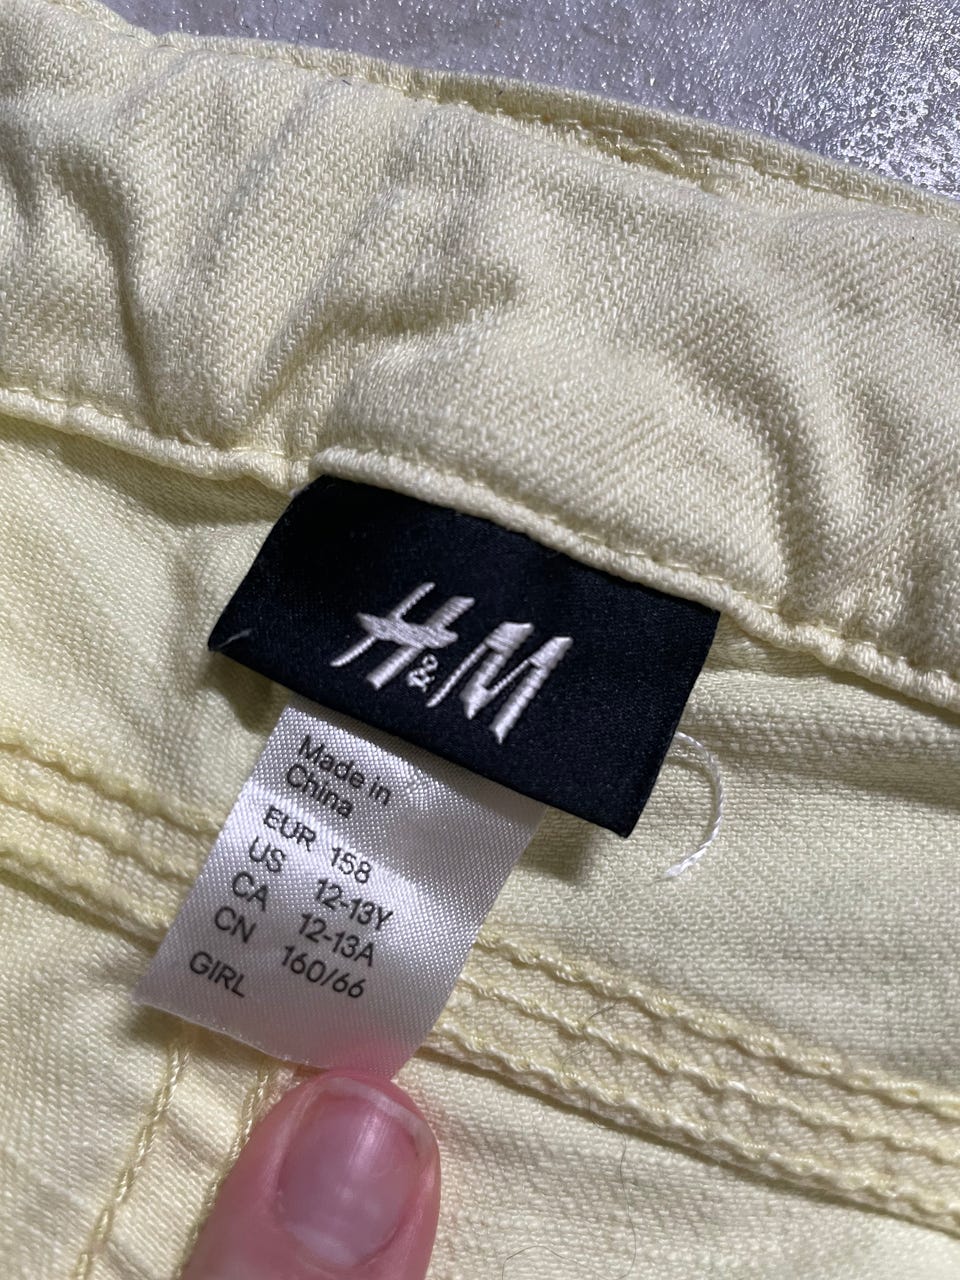 H&M
Made in
China
EUR 158
US 12-13Y
CA 12-13A
CN 160/66
GIRL